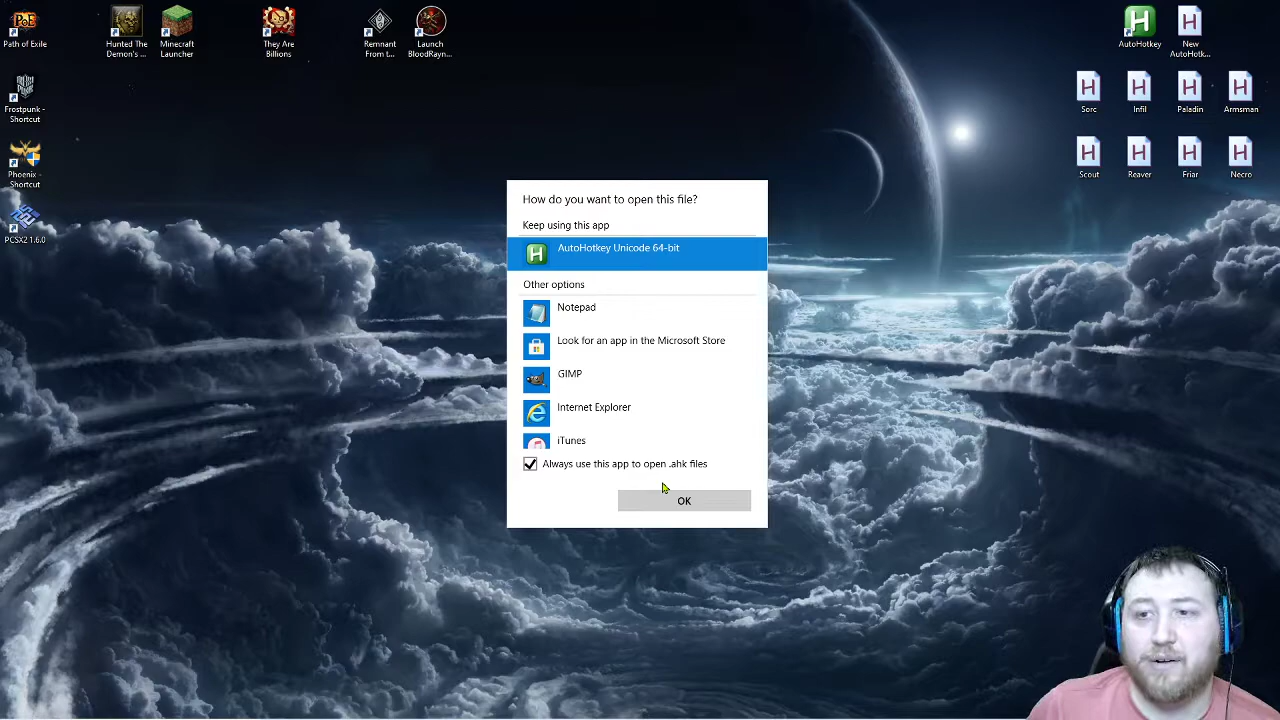 Path of Exile
Hunted The
Demon's ...
Minecraft
Launcher
They Are
Billions
Remnant
From t...
Launch
BloodRayn...
AutoHotkey
New
AutoHotk...
Frostpunk -
Shortcut
Sorc
Infil
Paladin
Armsman
Phoenix -
Shortcut
Scout
Reaver
Friar
Necro
PCSX2 1.6.0
How do you want to open this file?
Keep using this app
AutoHotkey Unicode 64-bit
Other options
Notepad
Look for an app in the Microsoft Store
GIMP
Internet Explorer
iTunes
Always use this app to open .ahk files
OK